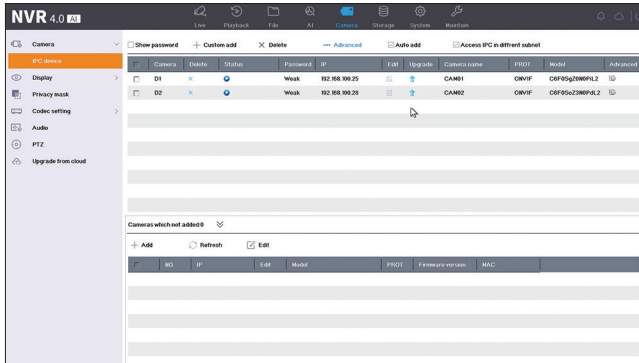 NVR 4.0 AI
Live Playback File AI Camera Storage System Maintain
Camera
IPC device
Display
Privacy mask
Codec setting
Audio
PTZ
Upgrade from cloud
Show password Custom add Delete Advanced Auto add Access IPC in diffrent subnet
Camera Delete Status Password IP Edit Upgrade Camera name PROT Model Advanced
D1 Weak 192.168.100.25 CAM01 ONVIF C6F0SgZ0N0PiL2
D2 Weak 192.168.100.28 CAM02 ONVIF C6F0SoZ3N0PdL2
Cameras which not added:0
Add Refresh Edit
NO. IP Edit Model PROT Firmware version MAC